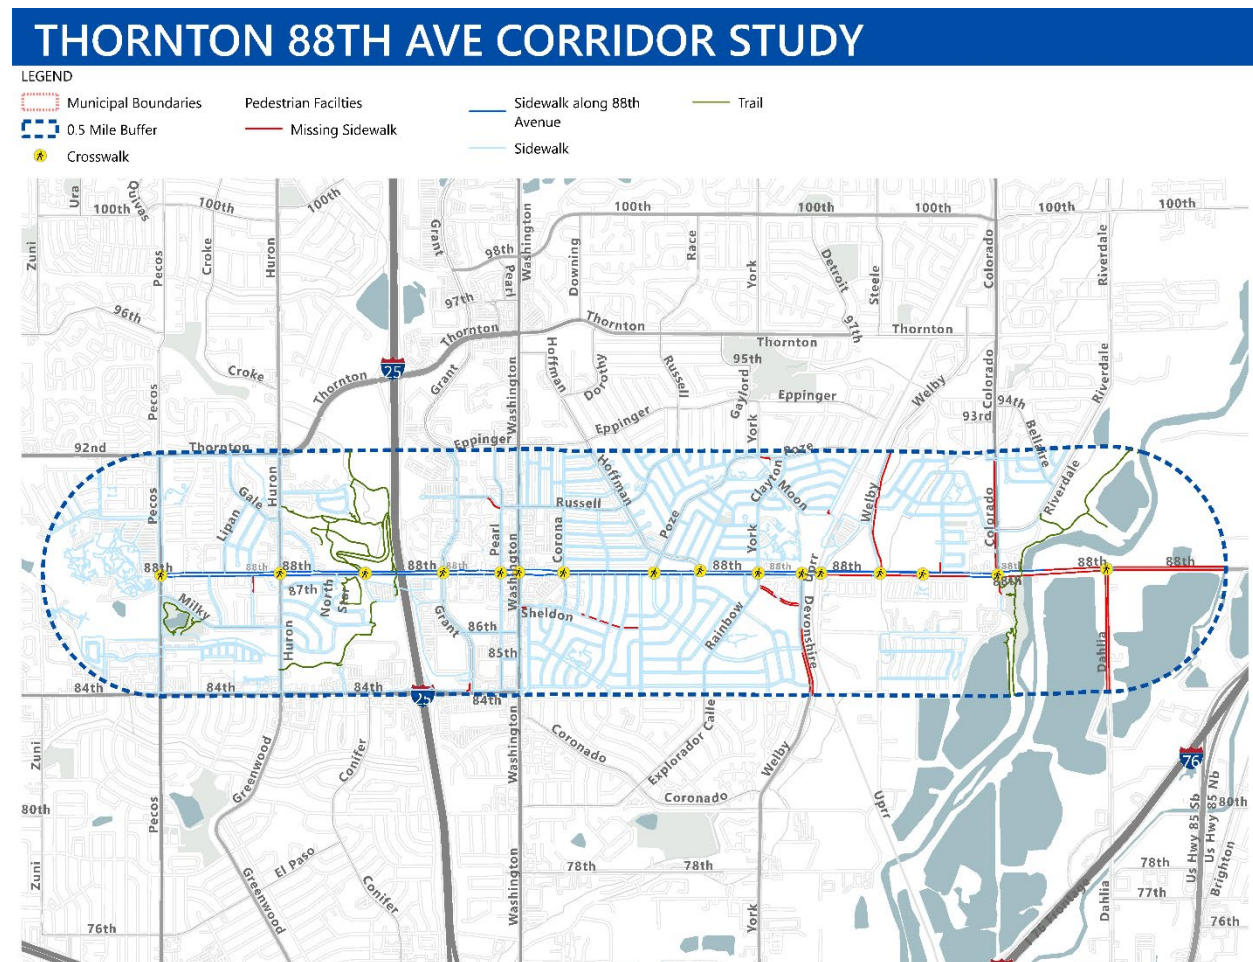 THORNTON 88TH AVE CORRIDOR STUDY
LEGEND
Municipal Boundaries
0.5 Mile Buffer
Crosswalk
Pedestrian Facilties
Missing Sidewalk
Sidewalk along 88th
Avenue
Sidewalk
Trail
Ura
Quivas
100th
100th
100th
100th
100th
100th
100th
100th
Zuni
Pecos
Croke
Huron
Grant
98th
Pearl
Washington
Downing
Race
York
Detroit
Steele
Colorado
Riverdale
96th
97th
97th
Thornton
Thornton
Thornton
Thornton
Thornton
25
Croke
Grant
Washington
Hoffman
Dorothy
Russell
95th
Gaylord
York
Eppinger
Welby
Colorado
93rd
94th
Riverdale
Pecos
92nd
Thornton
Eppinger
Eppinger
Poze
Bellaire
Pecos
Gale
Lipan
Huron
Russell
Hoffman
Poze
Clayton
Moon
York
Welby
Colorado
Riverdale
Pearl
Washington
Corona
Uprr
88th
88th
88th
88th
88th
88th
88th
88th
88th
88th
88th
88th
87th
North
Star
Milky
Huron
Grant
Sheldon
86th
85th
Rainbow
Devonshire
Dahlia
84th
84th
84th
84th
25
Zuni
Greenwood
Conifer
Washington
Coronado
Explorador Calle
Welby
Coronado
Uprr
76
80th
80th
Pecos
Us Hwy 85 Sb
Us Hwy 85 Nb
Brighton
Zuni
El Paso
Greenwood
Conifer
Washington
78th
78th
78th
77th
76th
76th
York
Dahlia
I-76 Frontage